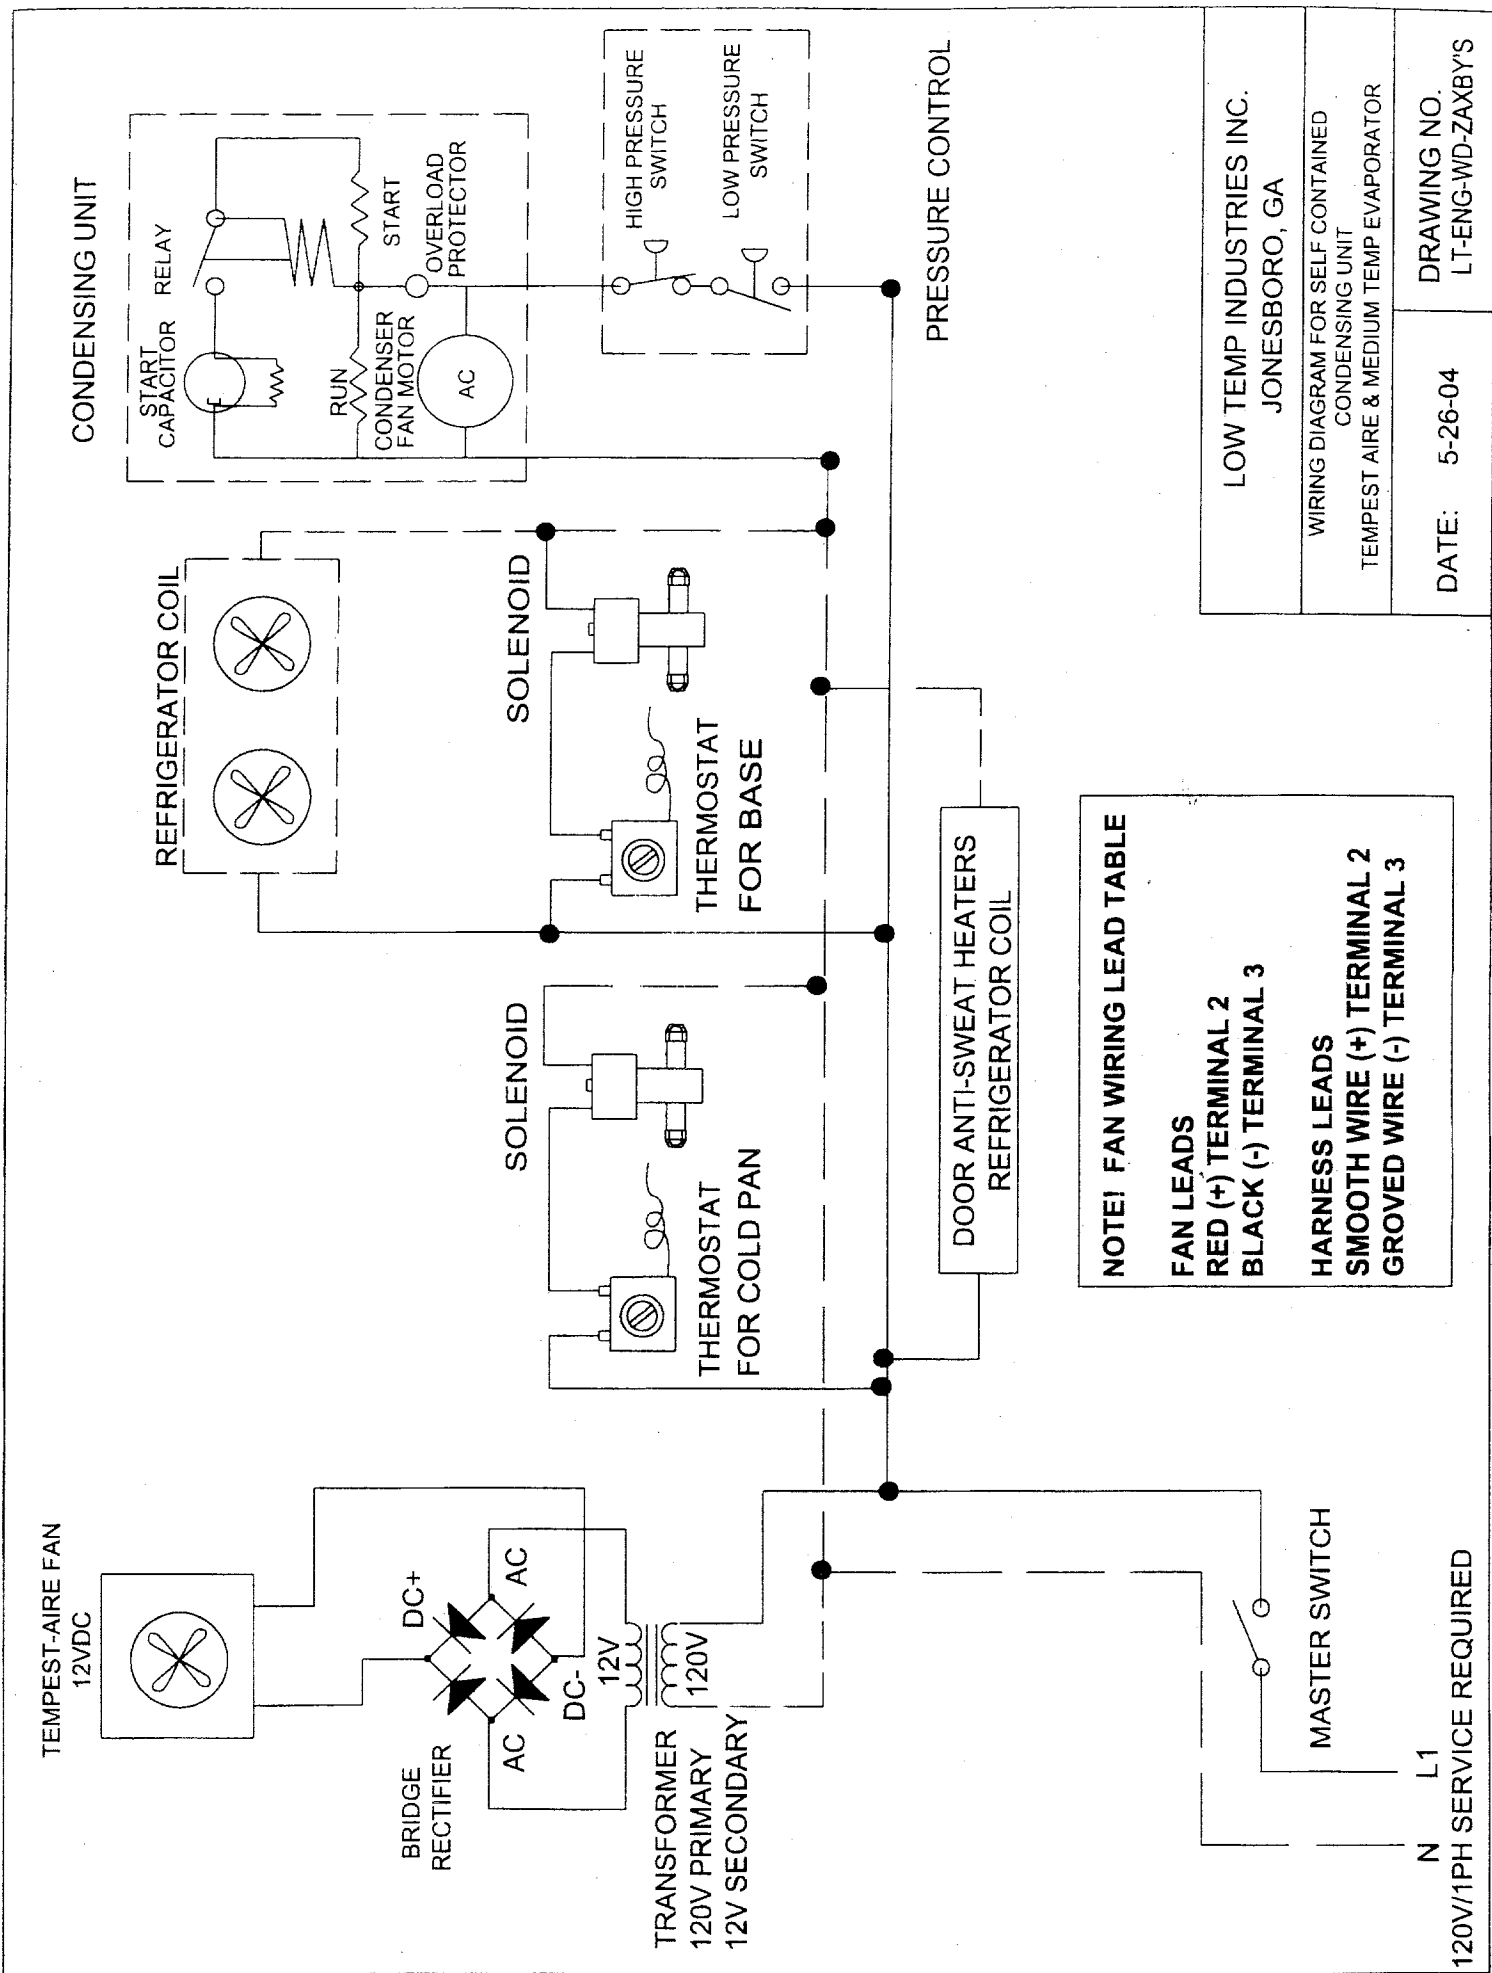 TEMPEST-AIRE FAN
12VDC
BRIDGE
RECTIFIER
DC+
AC
AC
DC-
12V
120V
TRANSFORMER
120V PRIMARY
12V SECONDARY
N
L1
120V/1PH SERVICE REQUIRED
MASTER SWITCH
SOLENOID
THERMOSTAT
FOR COLD PAN
REFRIGERATOR COIL
SOLENOID
THERMOSTAT
FOR BASE
DOOR ANTI-SWEAT HEATERS
REFRIGERATOR COIL
CONDENSING UNIT
START
CAPACITOR
RELAY
RUN
START
CONDENSER
FAN MOTOR
OVERLOAD
PROTECTOR
AC
HIGH PRESSURE
SWITCH
LOW PRESSURE
SWITCH
PRESSURE CONTROL
NOTE! FAN WIRING LEAD TABLE
FAN LEADS
RED (+) TERMINAL 2
BLACK (-) TERMINAL 3
HARNESS LEADS
SMOOTH WIRE (+) TERMINAL 2
GROVED WIRE (-) TERMINAL 3
LOW TEMP INDUSTRIES INC.
JONESBORO, GA
WIRING DIAGRAM FOR SELF CONTAINED
CONDENSING UNIT
TEMPEST AIRE & MEDIUM TEMP EVAPORATOR
DATE: 5-26-04
DRAWING NO.
LT-ENG-WD-ZAXBY'S